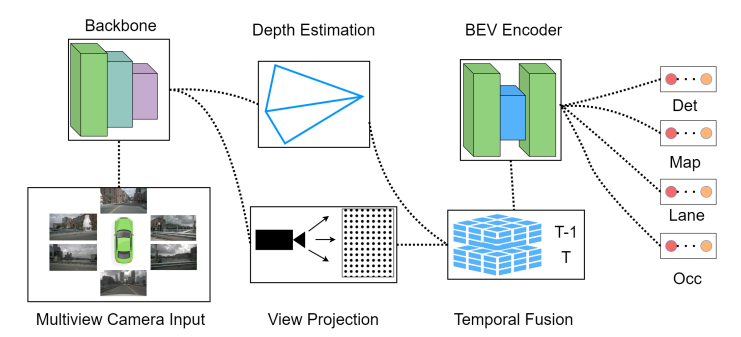 Backbone
Depth Estimation
BEV Encoder
Det
Map
Lane
Occ
T-1
T
Multiview Camera Input
View Projection
Temporal Fusion